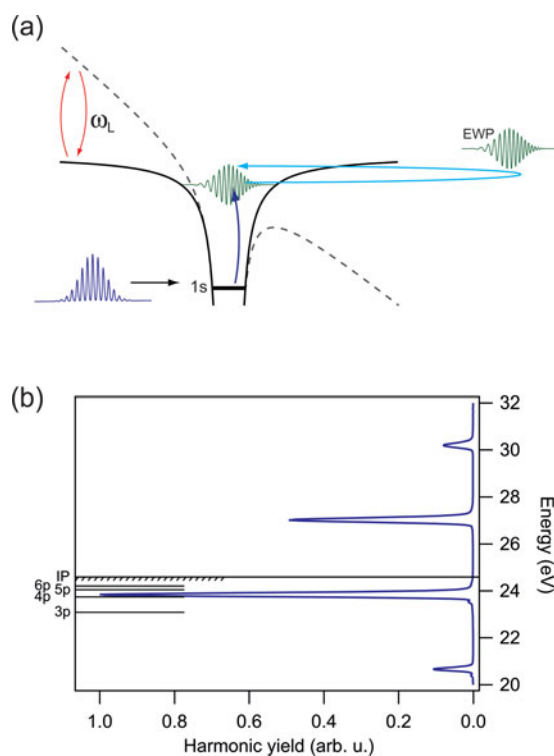 (a)
ωL
EWP
1s
(b)
32
30
28
26
24
22
20
Energy (eV)
IP
6p
5p
4p
3p
1.0 0.8 0.6 0.4 0.2 0.0
Harmonic yield (arb. u.)